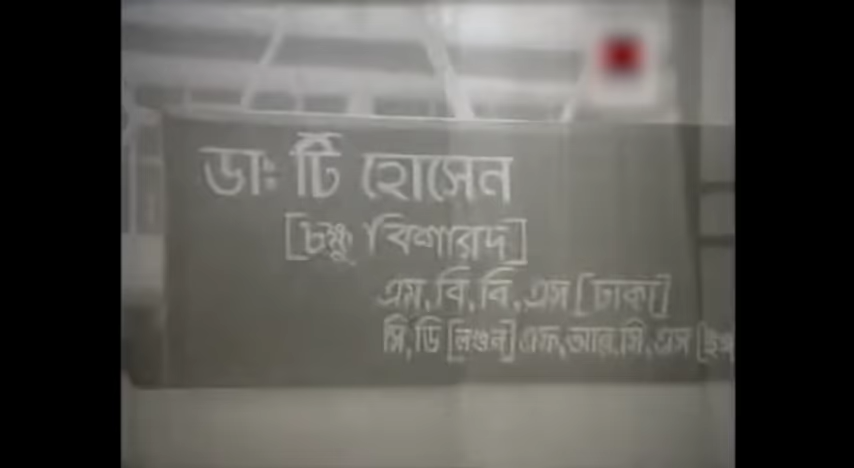 ডাঃ টি হোসেন
[চক্ষু বিশারদ]
এম,বি,বি,এস [ঢাকা]
সি,ডি [লণ্ডন] এফ,আর,সি,এস